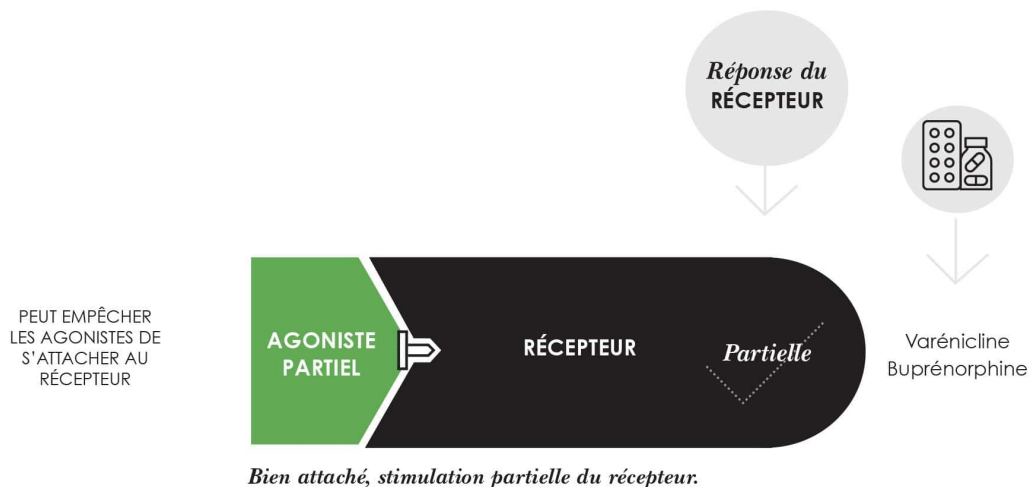 Réponse du
RÉCEPTEUR
PEUT EMPÊCHER
LES AGONISTES DE
S'ATTACHER AU
RÉCEPTEUR
AGONISTE
PARTIEL
RÉCEPTEUR
Partielle
Varénicline
Buprénorphine
Bien attaché, stimulation partielle du récepteur.